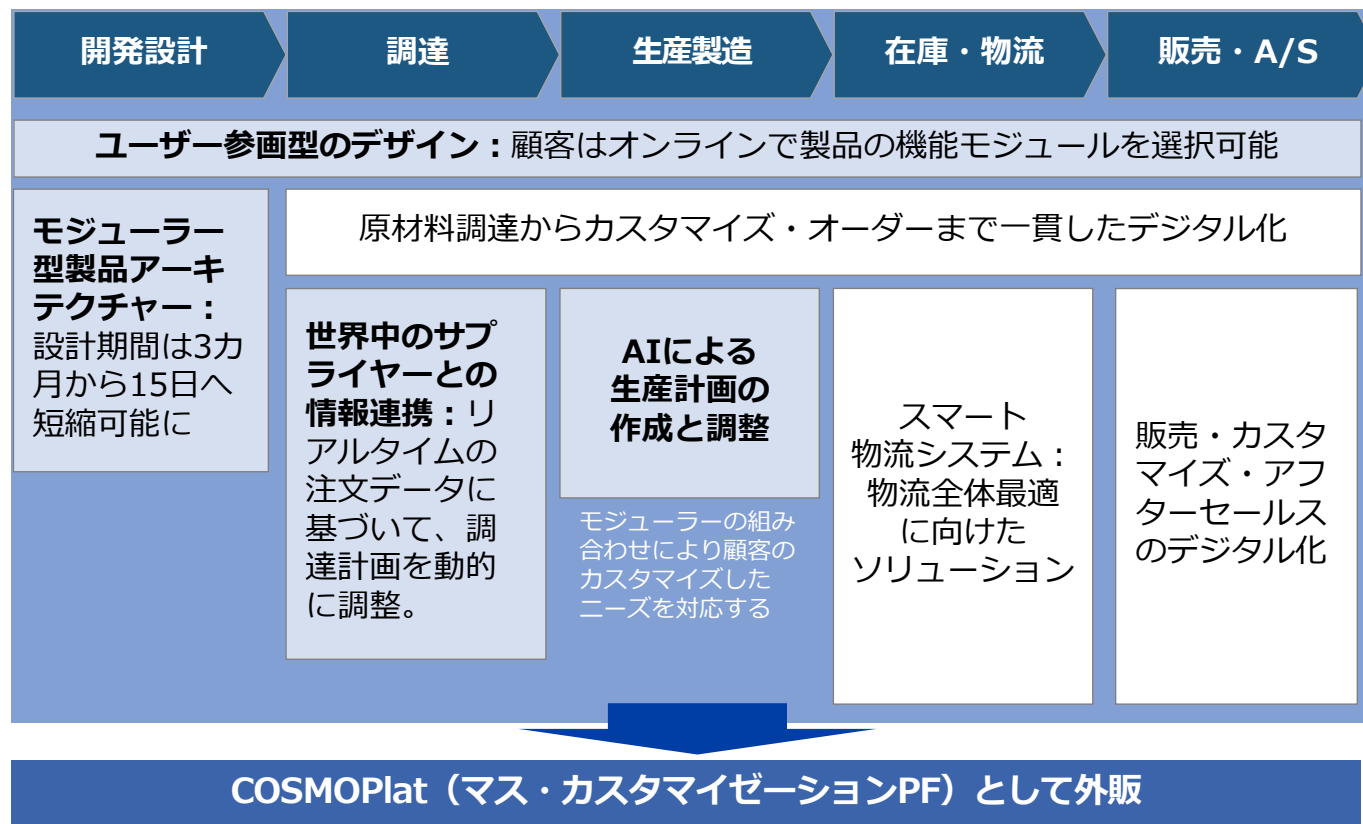 開発設計
調達
生産製造
在庫・物流
販売・A/S
ユーザー参画型のデザイン：顧客はオンラインで製品の機能モジュールを選択可能
モジューラー
型製品アーキ
テクチャー：
設計期間は3カ
月から15日へ
短縮可能に
原材料調達からカスタマイズ・オーダーまで一貫したデジタル化
世界中のサプ
ライヤーとの
情報連携：リ
アルタイムの
注文データに
基づいて、調
達計画を動的
に調整。
AIによる
生産計画の
作成と調整
モジューラーの組み
合わせにより顧客の
カスタマイズした
ニーズを対応する
スマート
物流システム：
物流全体最適
に向けた
ソリューション
販売・カスタ
マイズ・アフ
ターセールス
のデジタル化
COSMOPlat（マス・カスタマイゼーションPF）として外販